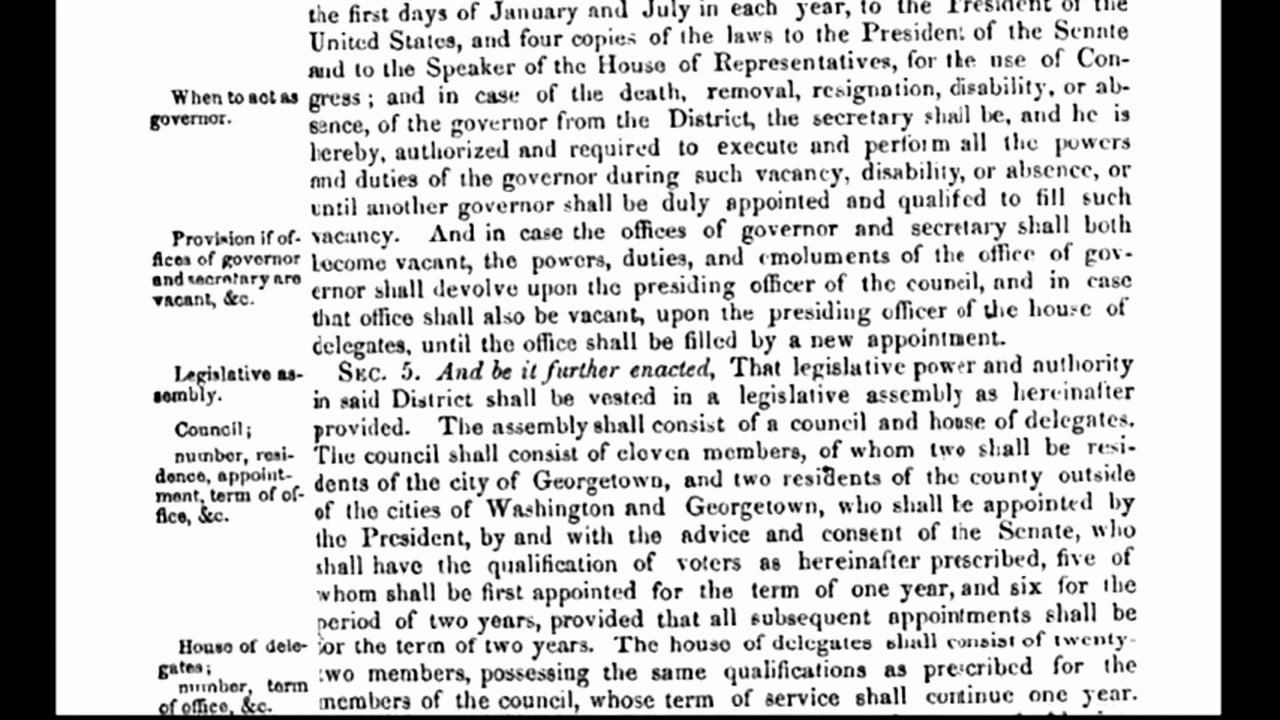 the first days of January and July in each year, to the President of the
United States, and four copies of the laws to the President of the Senate
and to the Speaker of the House of Representatives, for the use of Con-
When to act as
governor.
gress; and in case of the death, removal, resignation, disability, or ab-
sence, of the governor from the District, the secretary shall be, and he is
hereby, authorized and required to execute and perform all the powers
and duties of the governor during such vacancy, disability, or absence, or
until another governor shall be duly appointed and qualifed to fill such
Provision if of-
fices of governor
and secretary are
vacant, &c.
vacancy. And in case the offices of governor and secretary shall both
become vacant, the powers, duties, and emoluments of the office of gov-
ernor shall devolve upon the presiding officer of the council, and in case
that office shall also be vacant, upon the presiding officer of the house of
delegates, until the office shall be filled by a new appointment.
Legislative as-
sembly.
SEC. 5. And be it further enacted, That legislative power and authority
in said District shall be vested in a legislative assembly as hereinafter
Council;
number, resi-
dence, appoint-
ment, term of of-
fice, &c.
provided. The assembly shall consist of a council and house of delegates.
The council shall consist of eleven members, of whom two shall be resi-
dents of the city of Georgetown, and two residents of the county outside
of the cities of Washington and Georgetown, who shall be appointed by
the President, by and with the advice and consent of the Senate, who
shall have the qualification of voters as hereinafter prescribed, five of
whom shall be first appointed for the term of one year, and six for the
period of two years, provided that all subsequent appointments shall be
House of dele-
gates;
number, term
of office, &c.
for the term of two years. The house of delegates shall consist of twenty-
two members, possessing the same qualifications as prescribed for the
members of the council, whose term of service shall continue one year.